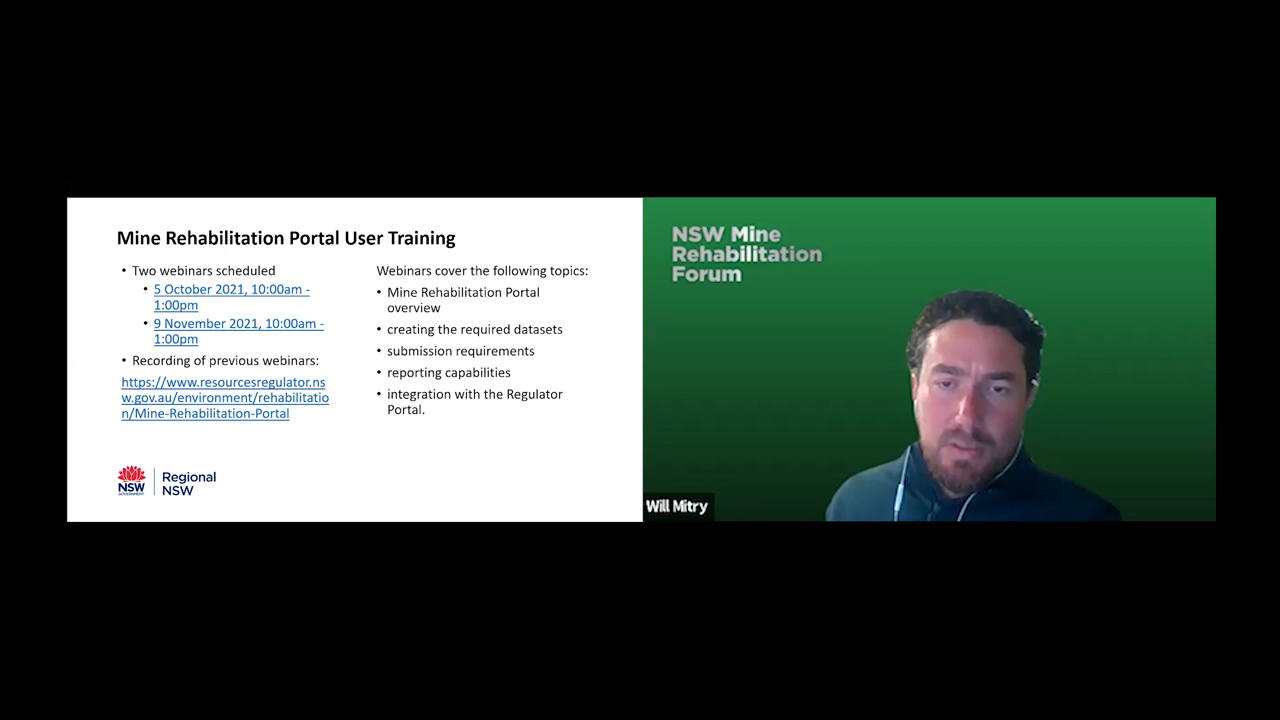 Mine Rehabilitation Portal User Training
• Two webinars scheduled
• 5 October 2021, 10:00am -
1:00pm
• 9 November 2021, 10:00am -
1:00pm
• Recording of previous webinars:
https://www.resourcesregulator.ns
w.gov.au/environment/rehabilitatio
n/Mine-Rehabilitation-Portal
Webinars cover the following topics:
• Mine Rehabilitation Portal
overview
• creating the required datasets
• submission requirements
• reporting capabilities
• integration with the Regulator
Portal.
NSW
GOVERNMENT
Regional
NSW
NSW Mine
Rehabilitation
Forum
Will Mitry